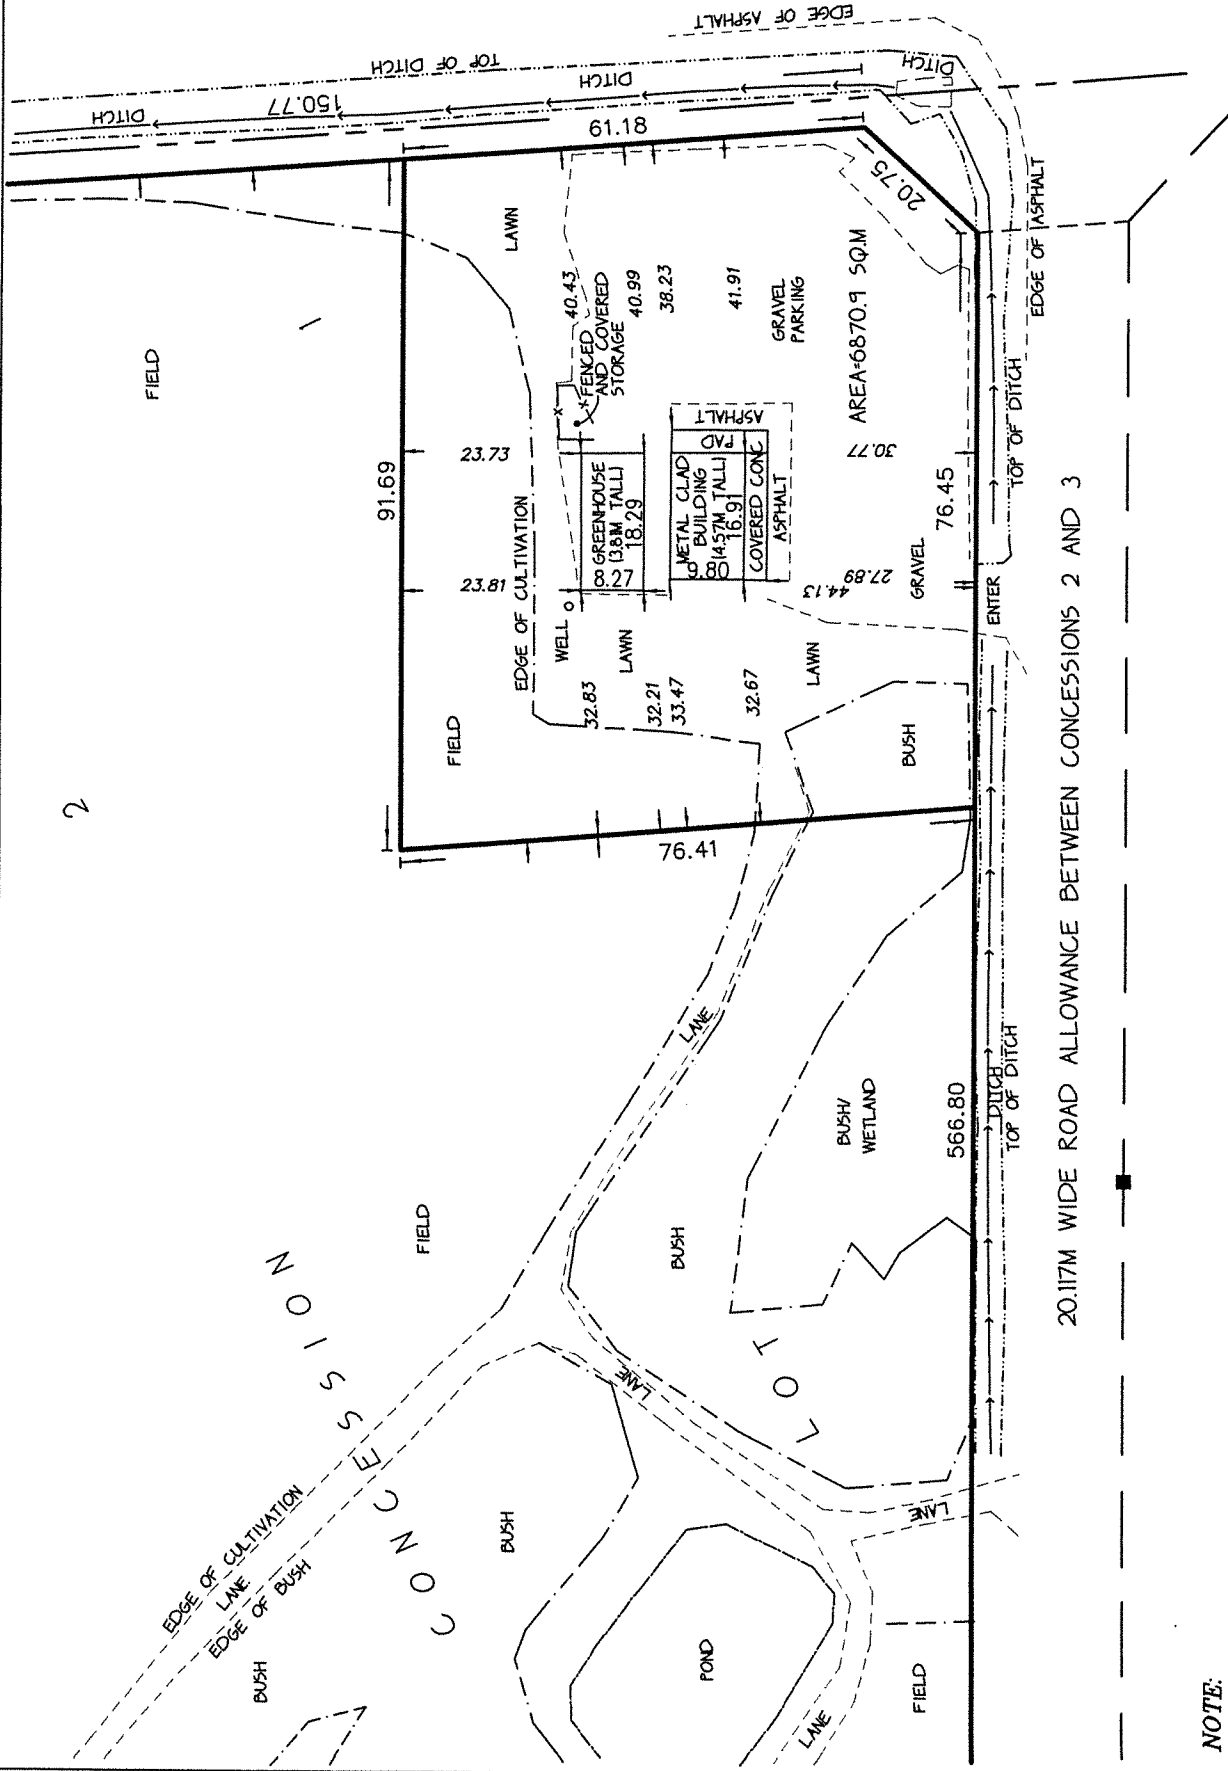 EDGE OF ASPHALT
TOP OF DITCH
DITCH
DITCH
DITCH
150.77
61.18
20.75
LAWN
FIELD
1
2
91.69
23.73
23.81
EDGE OF CULTIVATION
40.43
40.99
38.23
41.91
FENCED
AND COVERED
STORAGE
GRAVEL
PARKING
AREA=6870.9 SQ.M
GREENHOUSE
(3.81M TALL)
18.29
8.27
METAL CLAD
BUILDING
(4.57M TALL)
16.91
9.80
PAD
COVERED CONC
ASPHALT
ASPHALT
30.77
76.45
27.89
44.13
GRAVEL
ENTER
WELL
LAWN
LAWN
32.83
32.21
33.47
32.67
FIELD
BUSH
76.41
EDGE OF ASPHALT
TOP OF DITCH
20.117M WIDE ROAD ALLOWANCE BETWEEN CONCESSIONS 2 AND 3
LANE
BUSH/
WETLAND
566.80
DITCH
TOP OF DITCH
FIELD
BUSH
CONCESSION
LOT
LANE
EDGE OF CULTIVATION
LANE
EDGE OF BUSH
BUSH
BUSH
POND
LANE
LANE
FIELD
NOTE: